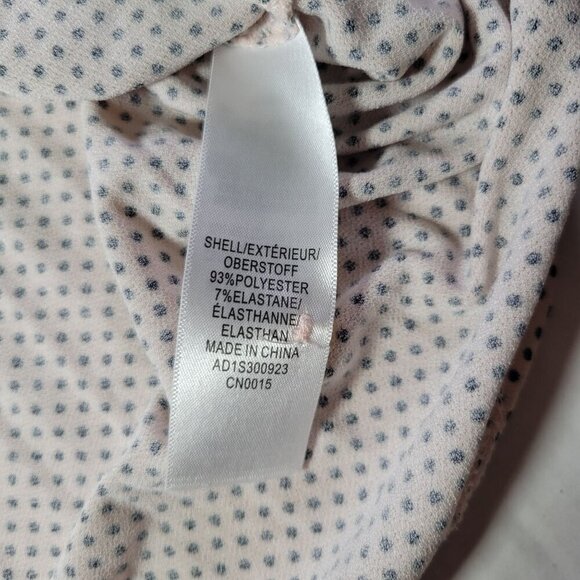 SHELL/EXTÉRIEUR/
OBERSTOFF
93%POLYESTER
7%ELASTANE/
ÉLASTHANNE/
ELASTHAN
MADE IN CHINA
AD1S300923
CN0015